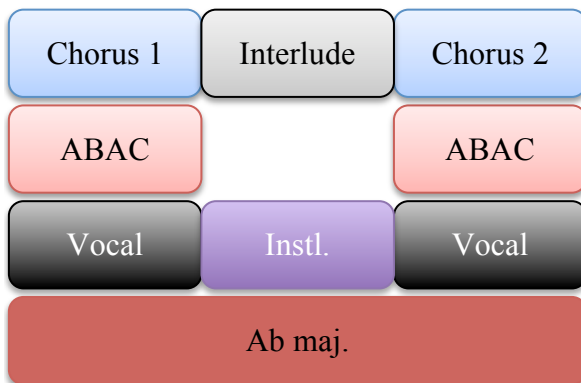 Chorus 1 Interlude Chorus 2
ABAC ABAC
Vocal Instl. Vocal
Ab maj.